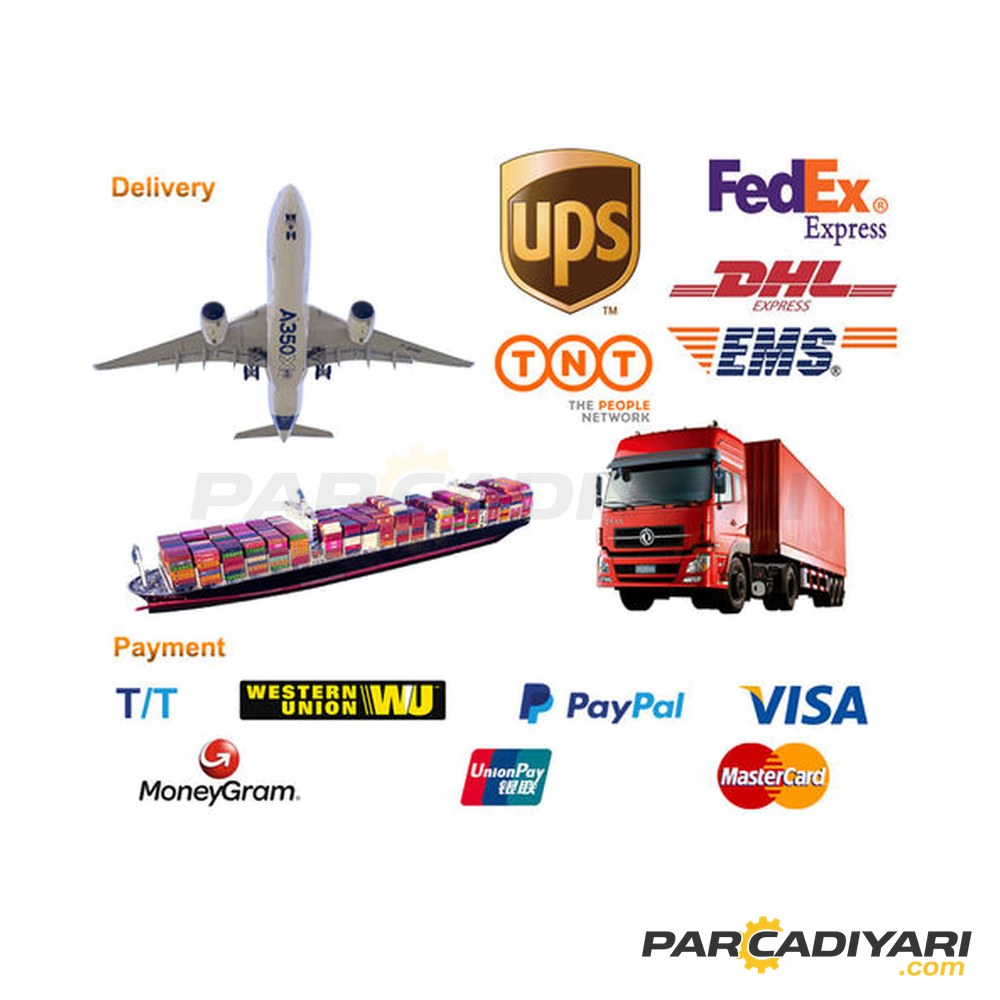 Delivery
ups
TM
FedEx®
Express
DHL
EXPRESS
A350
TNT
THE PEOPLE
NETWORK
EMS®
PARCADIYARI
Payment
T/T
WESTERN
UNION WU
PayPal
VISA
MoneyGram
UnionPay
银联
MasterCard
PARCADIYARI
.com